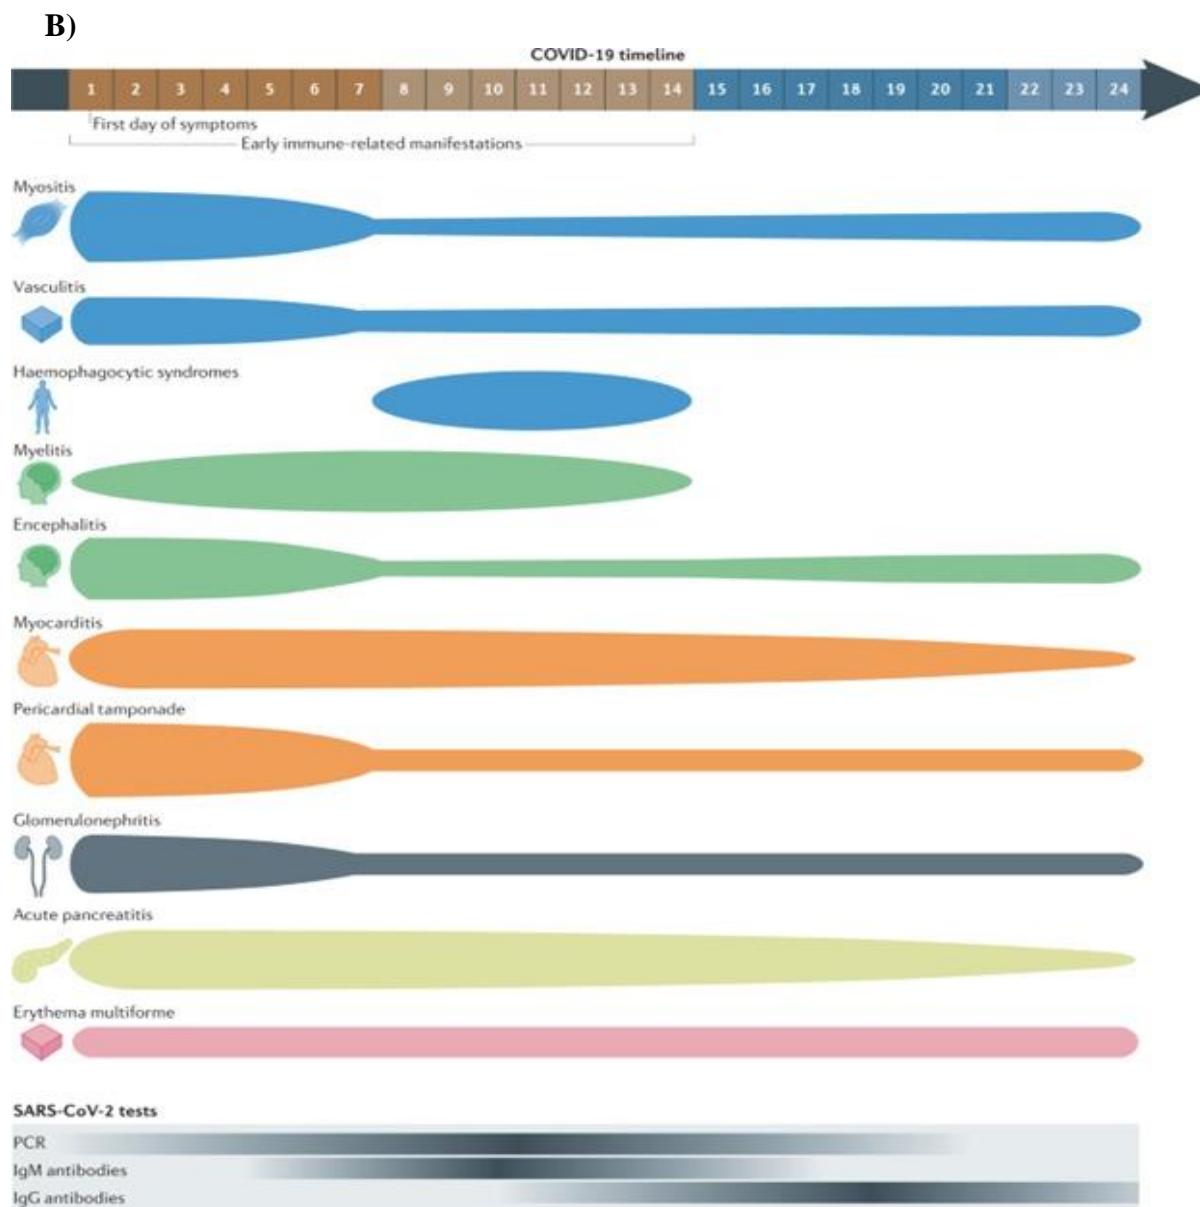 B)
COVID-19 timeline
1 2 3 4 5 6 7 8 9 10 11 12 13 14 15 16 17 18 19 20 21 22 23 24
First day of symptoms
Early immune-related manifestations
Myositis
Vasculitis
Haemophagocytic syndromes
Myelitis
Encephalitis
Myocarditis
Pericardial tamponade
Glomerulonephritis
Acute pancreatitis
Erythema multiforme
SARS-CoV-2 tests
PCR
IgM antibodies
IgG antibodies